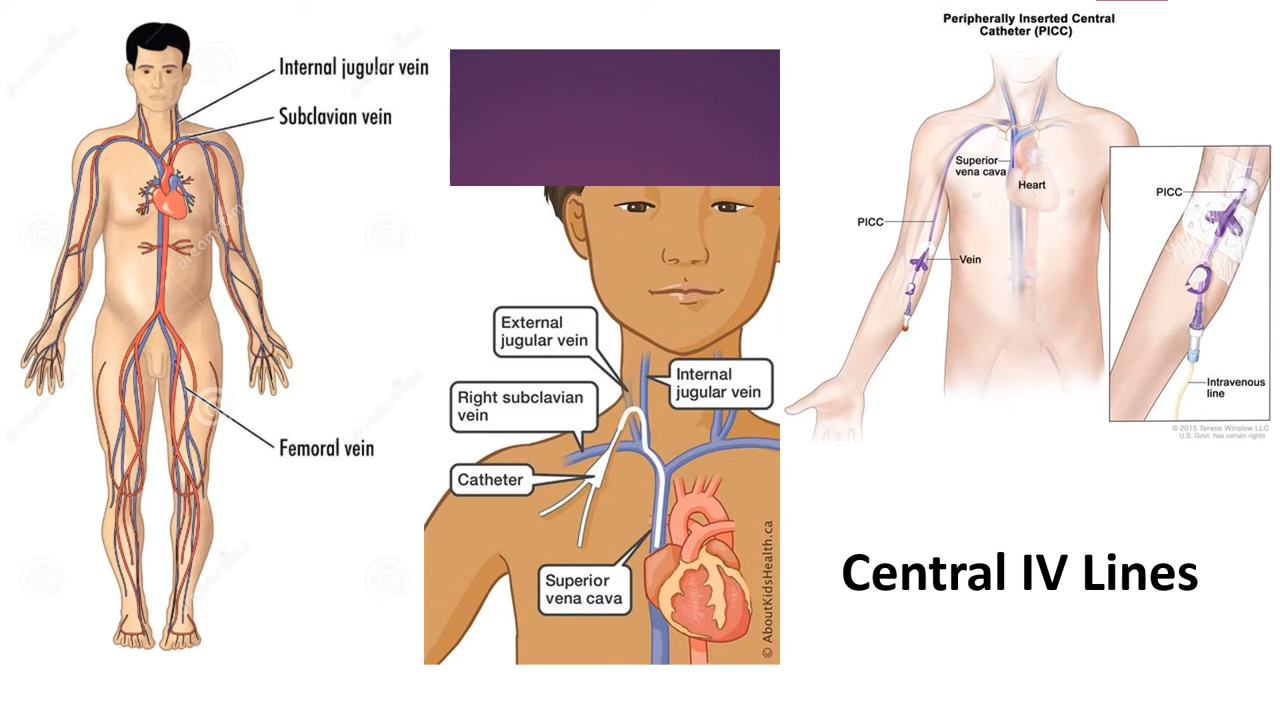 Internal jugular vein
Subclavian vein
Femoral vein
External
jugular vein
Internal
jugular vein
Right subclavian
vein
Catheter
Superior
vena cava
© AboutKidsHealth.ca
Peripherally Inserted Central
Catheter (PICC)
Superior
vena cava
Heart
PICC
Vein
PICC
Intravenous
line
© 2015 Terese Winslow LLC
U.S. Govt. has certain rights
Central IV Lines